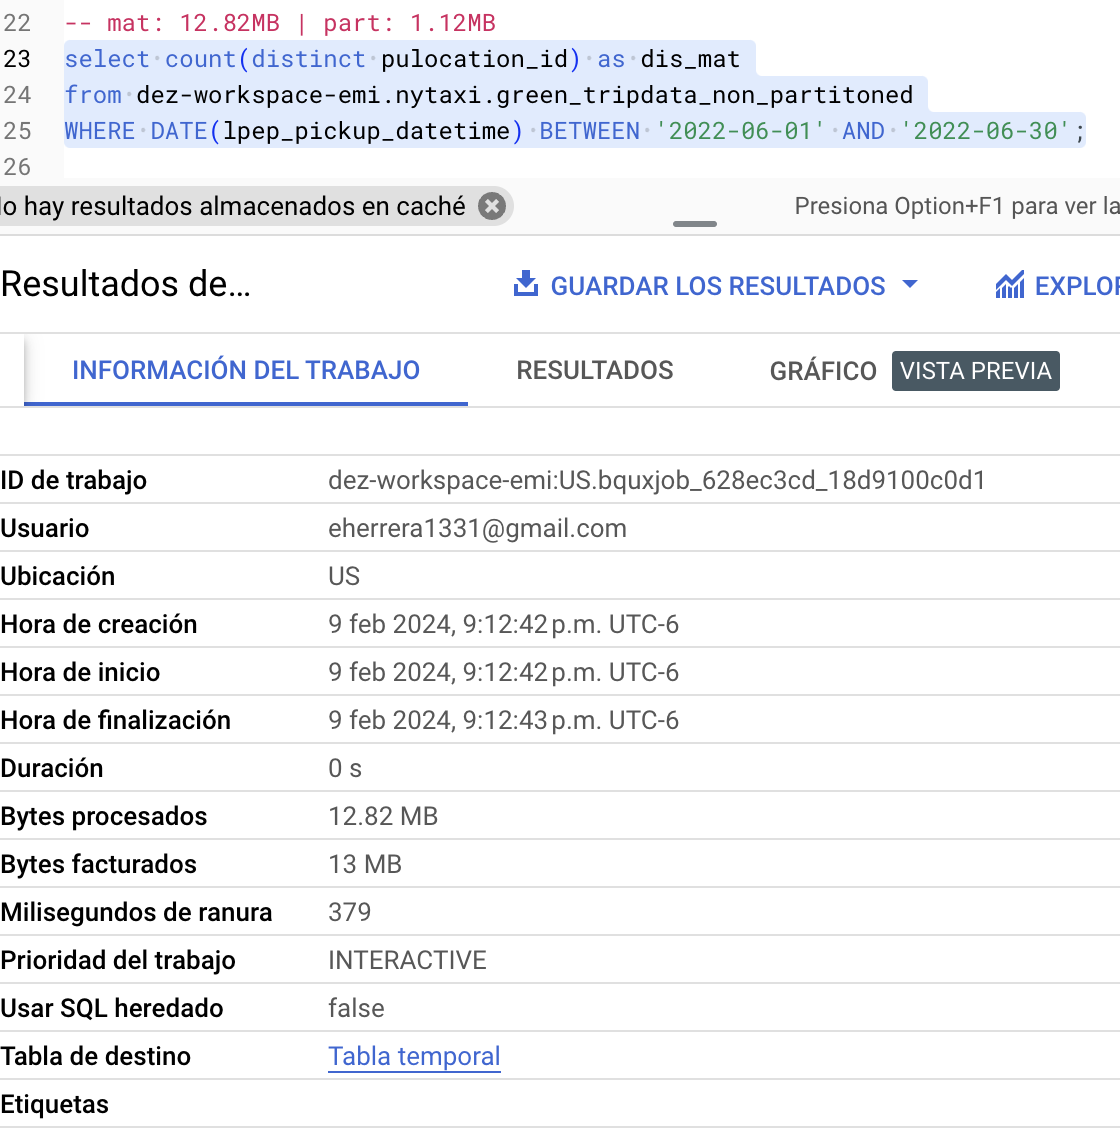 22 -- mat: 12.82MB | part: 1.12MB
23 select count(distinct pulocation_id) as dis_mat
24 from dez-workspace-emi.nytaxi.green_tripdata_non_partitoned
25 WHERE DATE(lpep_pickup_datetime) BETWEEN '2022-06-01' AND '2022-06-30';
26
o hay resultados almacenados en caché Presiona Option+F1 para ver la
Resultados de... GUARDAR LOS RESULTADOS EXPLOR
INFORMACIÓN DEL TRABAJO RESULTADOS GRÁFICO VISTA PREVIA
ID de trabajo dez-workspace-emi:US.bquxjob_628ec3cd_18d9100c0d1
Usuario eherrera1331@gmail.com
Ubicación US
Hora de creación 9 feb 2024, 9:12:42 p.m. UTC-6
Hora de inicio 9 feb 2024, 9:12:42 p.m. UTC-6
Hora de finalización 9 feb 2024, 9:12:43 p.m. UTC-6
Duración 0 s
Bytes procesados 12.82 MB
Bytes facturados 13 MB
Milisegundos de ranura 379
Prioridad del trabajo INTERACTIVE
Usar SQL heredado false
Tabla de destino Tabla temporal
Etiquetas